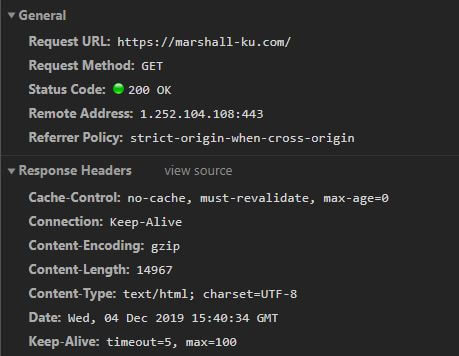 General
Request URL: https://marshall-ku.com/
Request Method: GET
Status Code: 200 OK
Remote Address: 1.252.104.108:443
Referrer Policy: strict-origin-when-cross-origin
Response Headers view source
Cache-Control: no-cache, must-revalidate, max-age=0
Connection: Keep-Alive
Content-Encoding: gzip
Content-Length: 14967
Content-Type: text/html; charset=UTF-8
Date: Wed, 04 Dec 2019 15:40:34 GMT
Keep-Alive: timeout=5, max=100